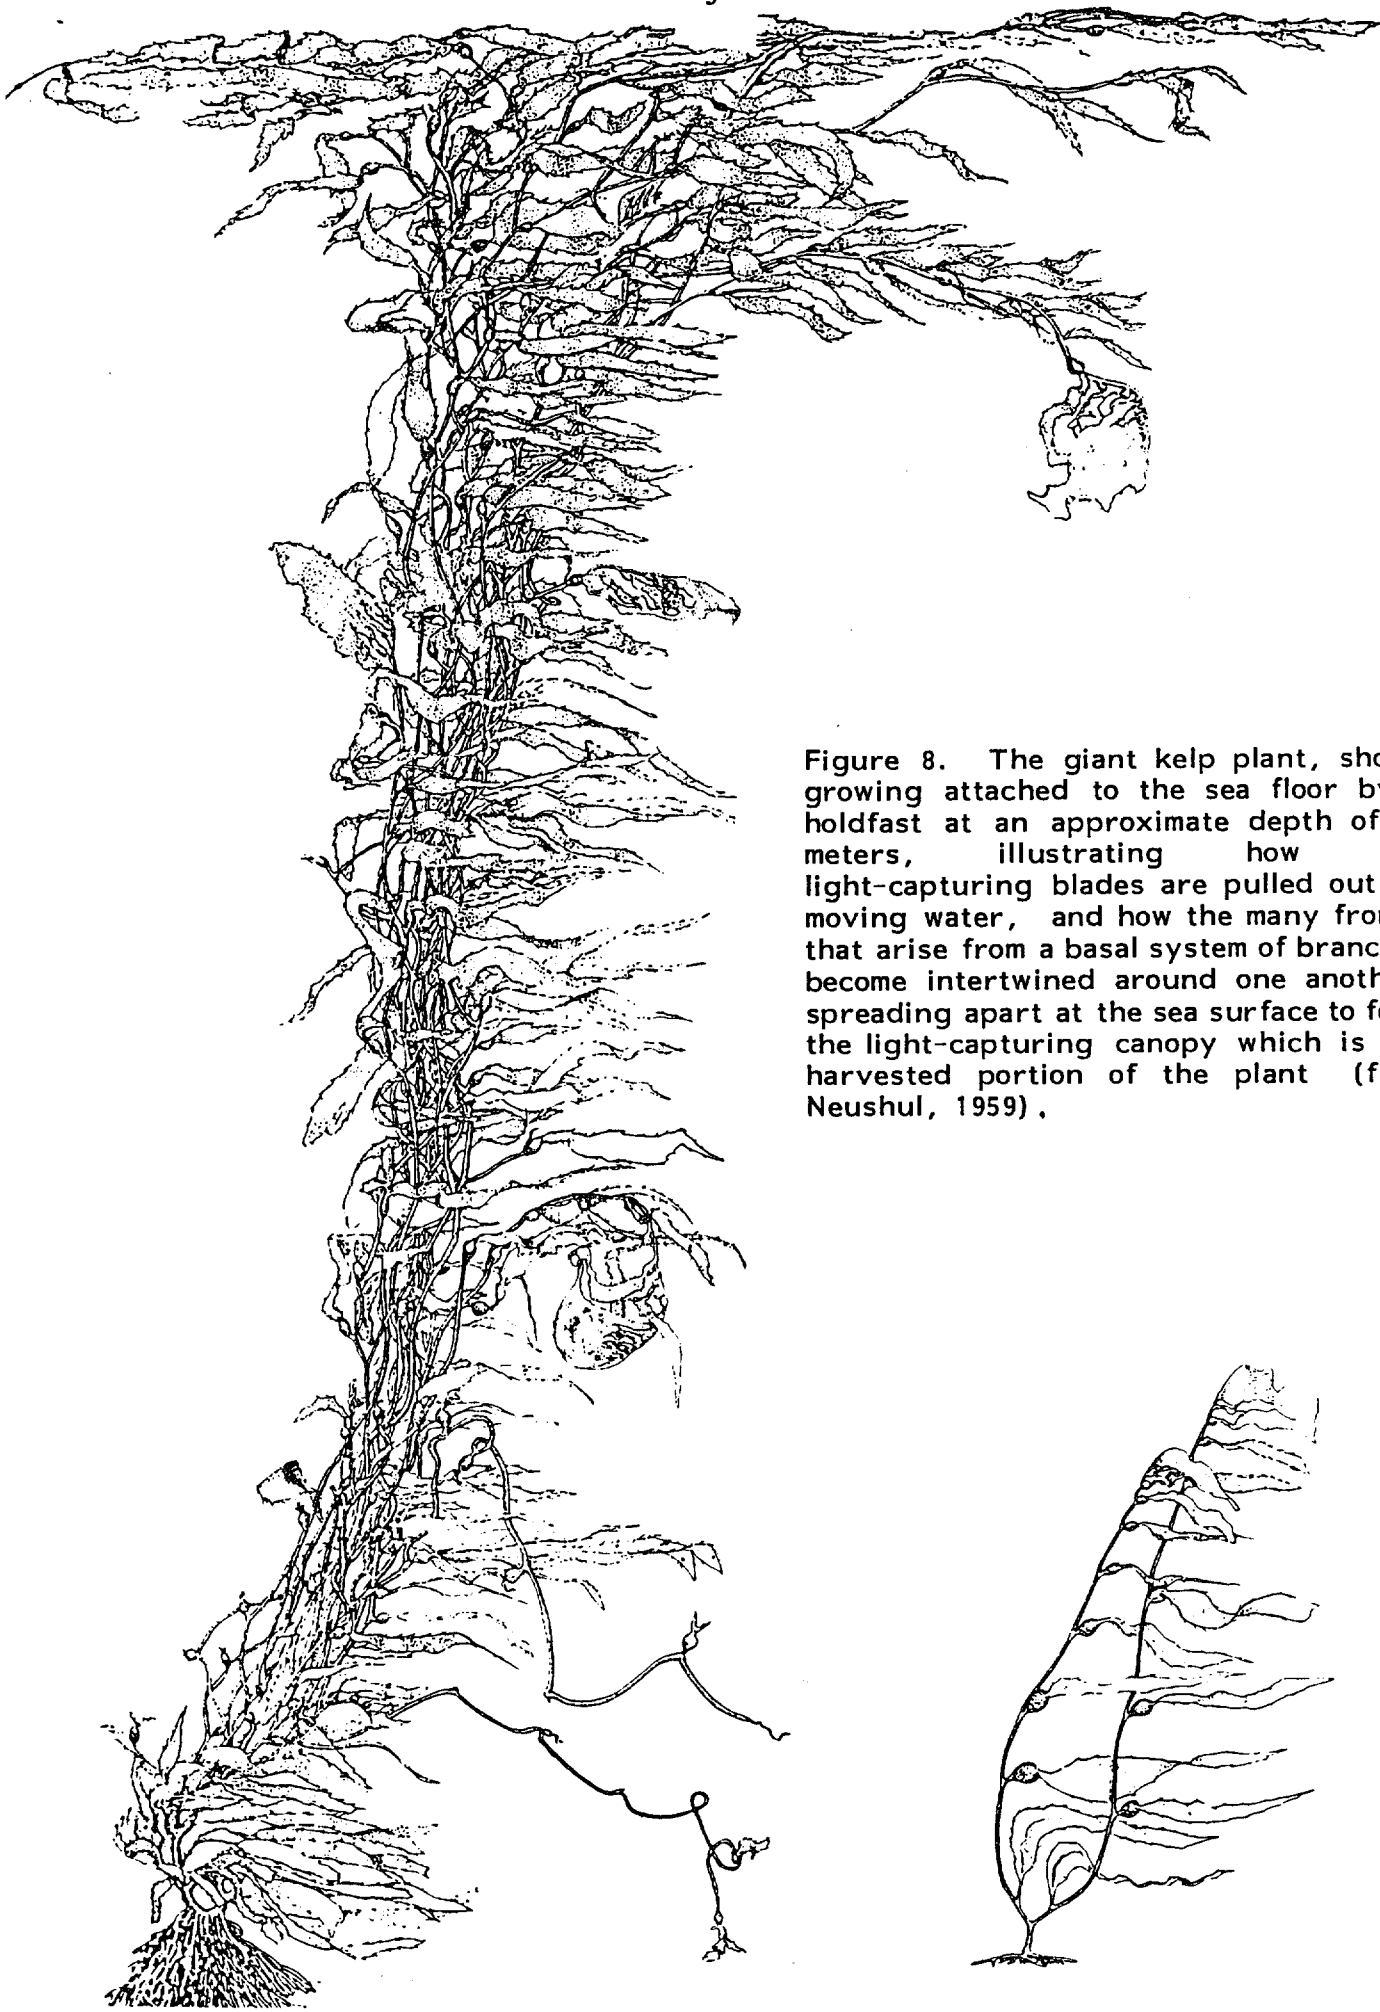 Figure 8. The giant kelp plant, sho
growing attached to the sea floor b
holdfast at an approximate depth of
meters, illustrating how
light-capturing blades are pulled out
moving water, and how the many fro
that arise from a basal system of branc
become intertwined around one anoth
spreading apart at the sea surface to f
the light-capturing canopy which is
harvested portion of the plant (f
Neushul, 1959).